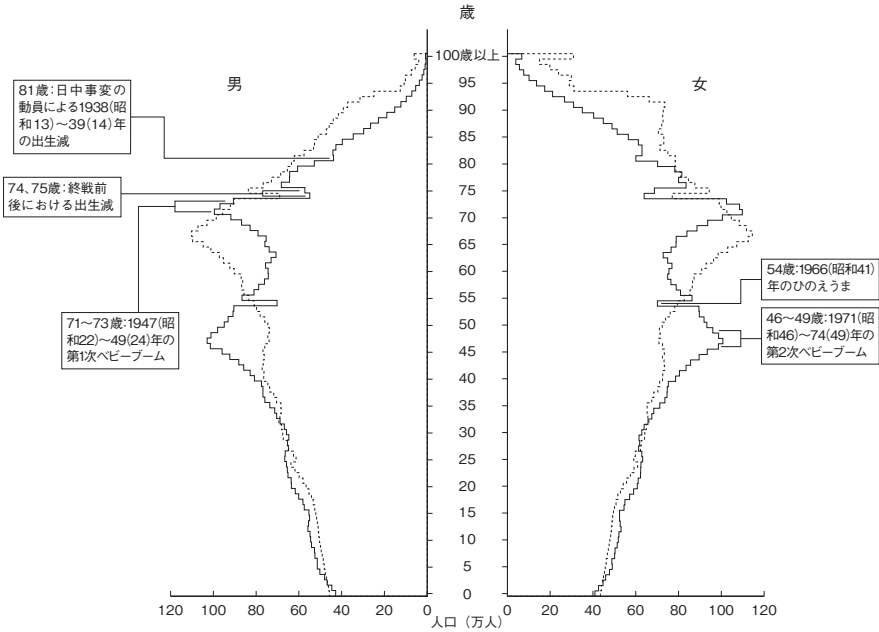 歳
男
女
81歳：日中事変の
動員による1938（昭
和13）～39（14）年
の出生減
74、75歳：終戦前
後における出生減
71～73歳：1947（昭
和22）～49（24）年の
第1次ベビーブーム
54歳：1966（昭和41）
年のひのえうま
46～49歳：1971（昭
和46）～74（49）年の
第2次ベビーブーム
100歳以上
95
90
85
80
75
70
65
60
55
50
45
40
35
30
25
20
15
10
5
0
120 100 80 60 40 20 0
0 20 40 60 80 100 120
人口（万人）